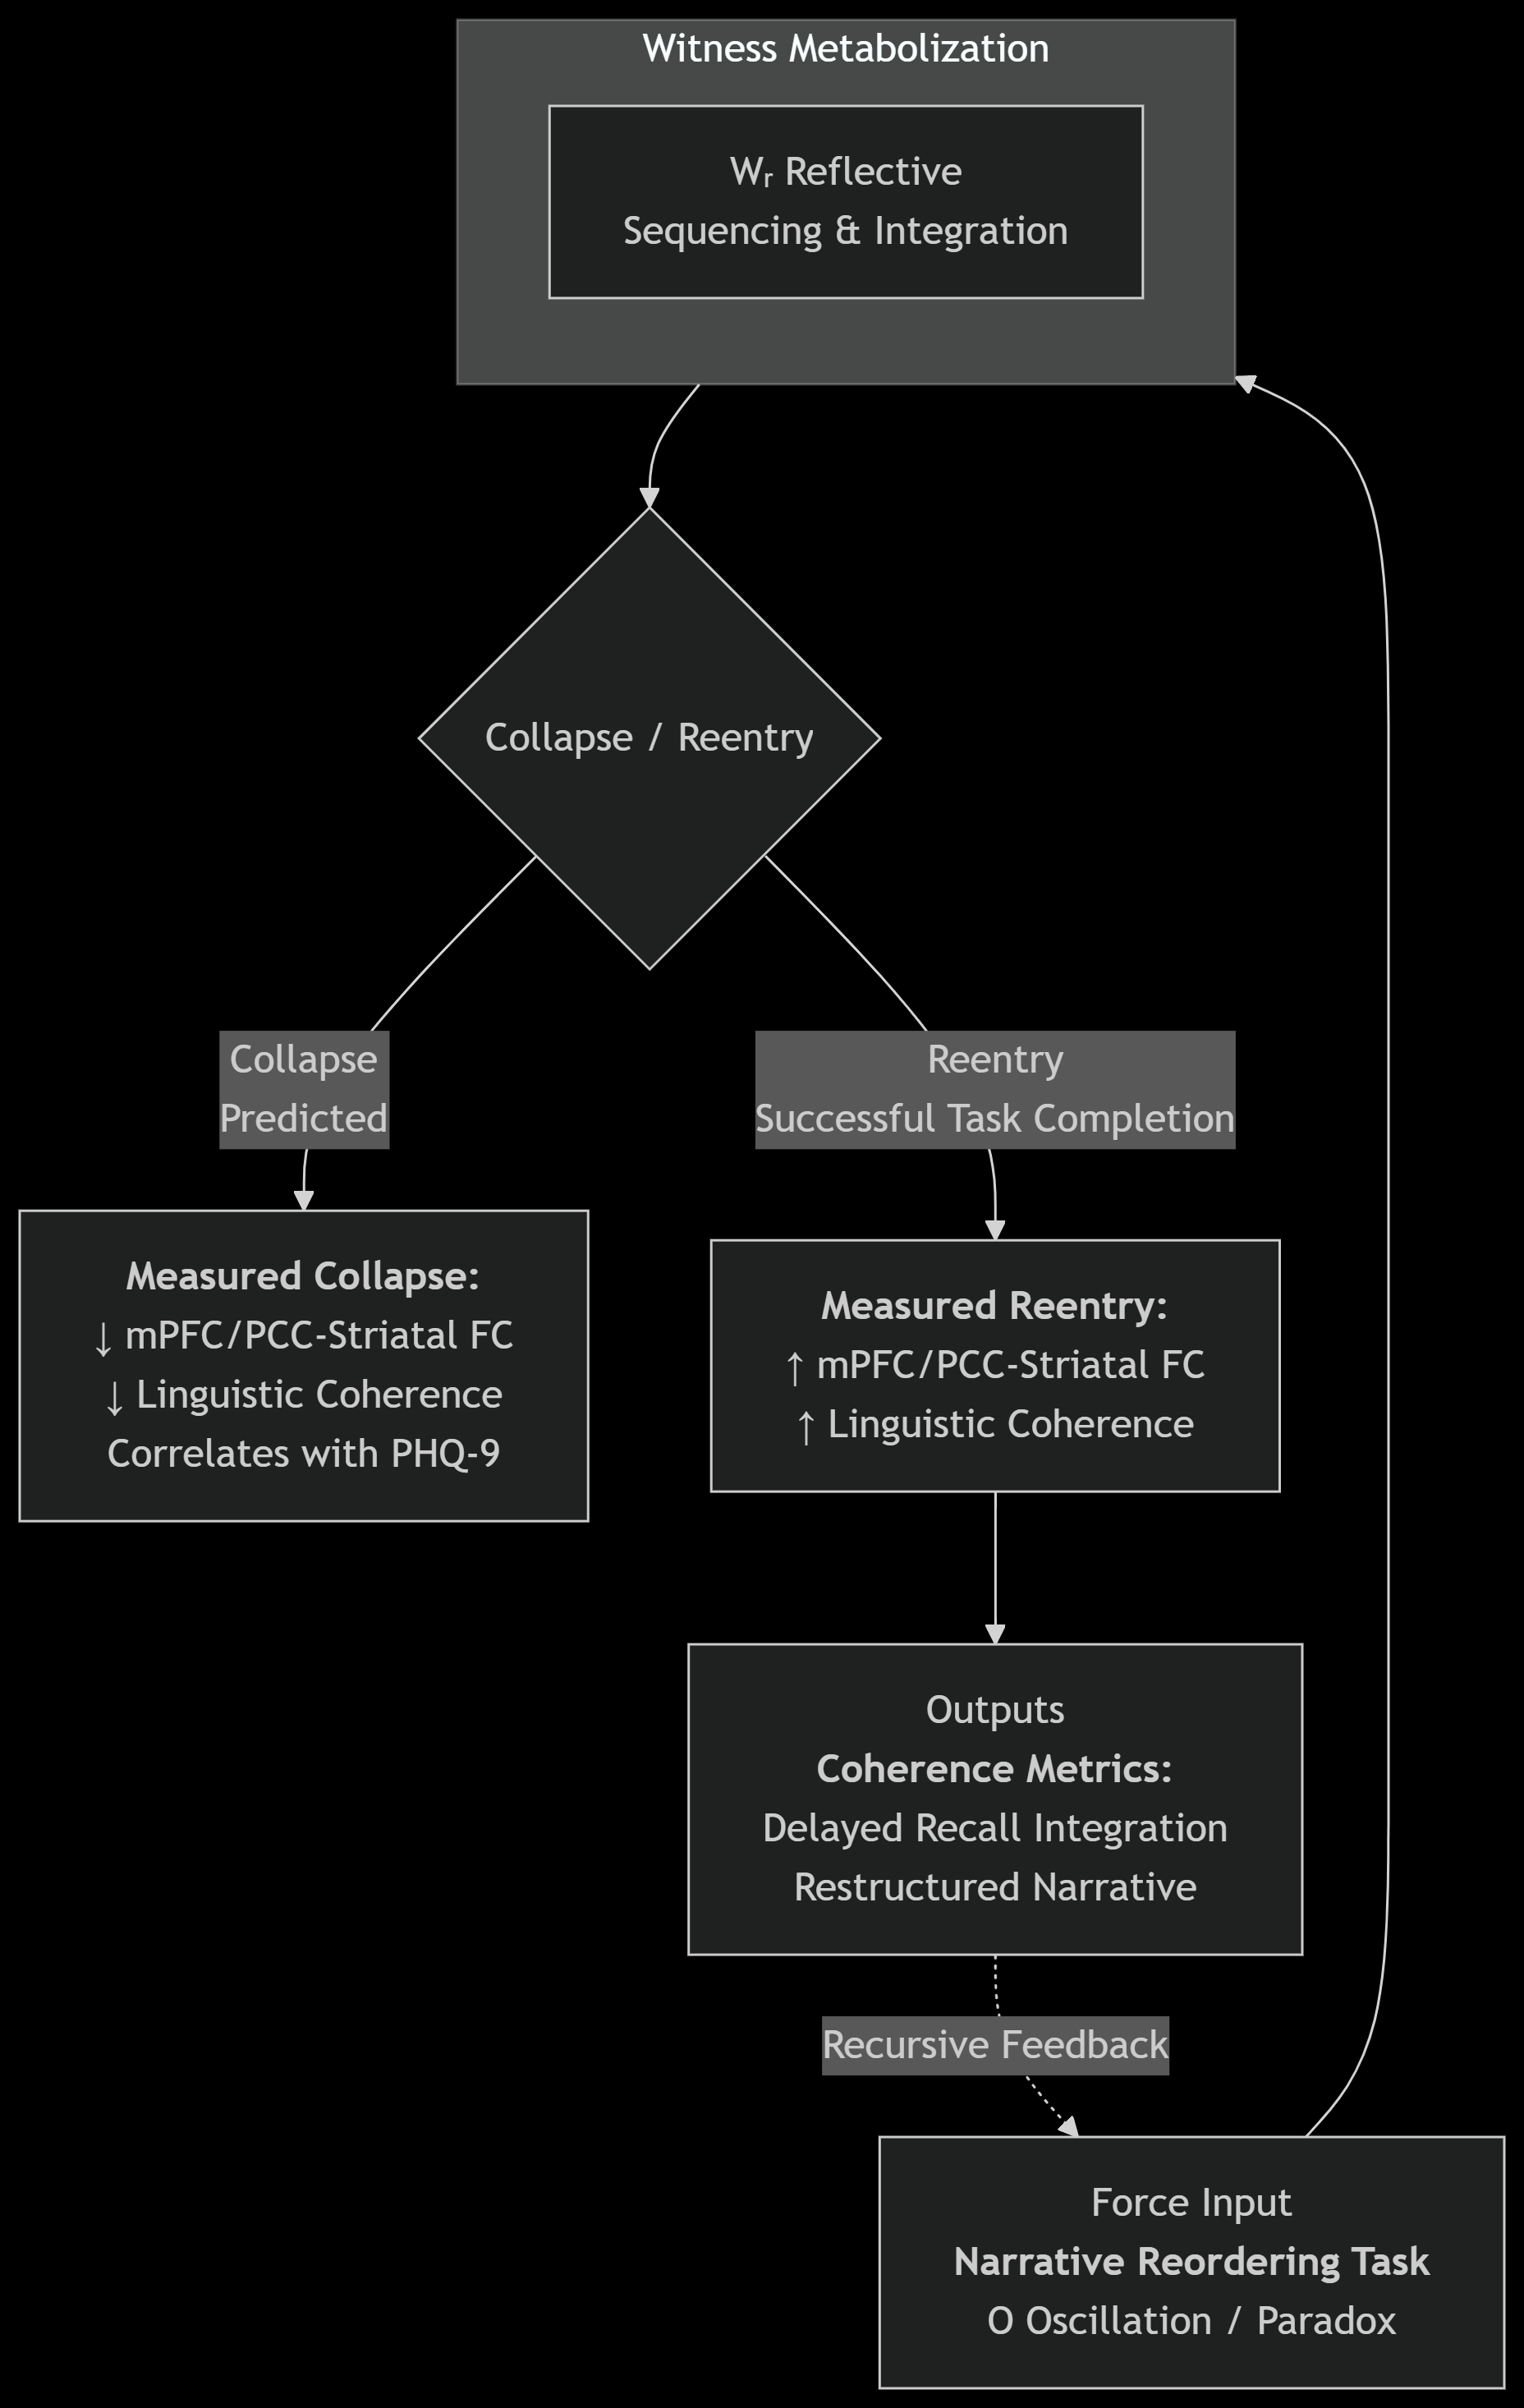 Witness Metabolization
Wᵣ Reflective
Sequencing & Integration
Collapse / Reentry
Collapse
Predicted
Reentry
Successful Task Completion
Measured Collapse:
↓ mPFC/PCC-Striatal FC
↓ Linguistic Coherence
Correlates with PHQ-9
Measured Reentry:
↑ mPFC/PCC-Striatal FC
↑ Linguistic Coherence
Outputs
Coherence Metrics:
Delayed Recall Integration
Restructured Narrative
Recursive Feedback
Force Input
Narrative Reordering Task
O Oscillation / Paradox